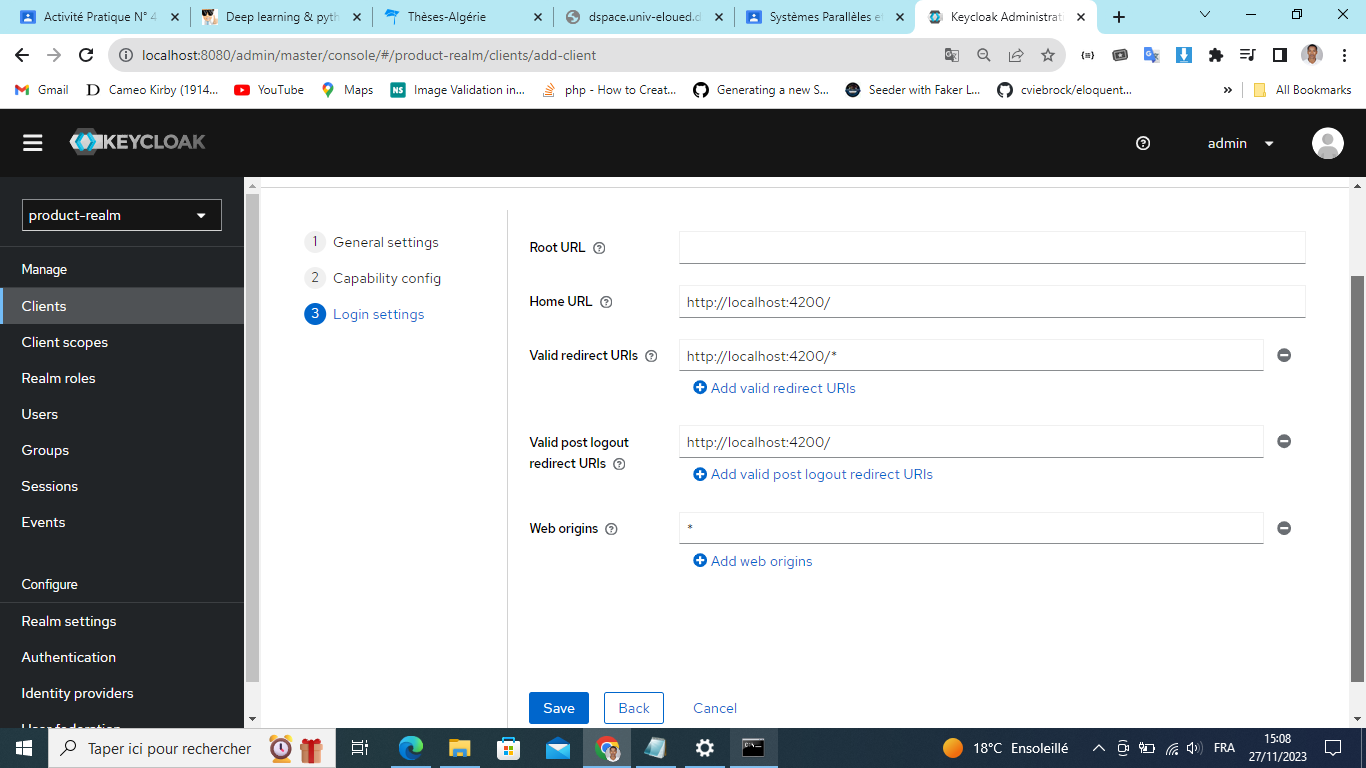 Activité Pratique N° 4
Deep learning & pyth
Thèses-Algérie
dspace.univ-eloued.d
Systèmes Parallèles et
Keycloak Administrat
localhost:8080/admin/master/console/#/product-realm/clients/add-client
Gmail
Cameo Kirby (1914...
YouTube
Maps
Image Validation in...
php - How to Creat...
Generating a new S...
Seeder with Faker L...
cviebrock/eloquent...
»
All Bookmarks
KEYCLOAK
admin
product-realm
Manage
Clients
Client scopes
Realm roles
Users
Groups
Sessions
Events
Configure
Realm settings
Authentication
Identity providers
User federation
1 General settings
2 Capability config
3 Login settings
Root URL
Home URL
http://localhost:4200/
Valid redirect URIs
http://localhost:4200/*
Add valid redirect URIs
Valid post logout
redirect URIs
http://localhost:4200/
Add valid post logout redirect URIs
Web origins
*
Add web origins
Save
Back
Cancel
Taper ici pour rechercher
18°C Ensoleillé
FRA
15:08
27/11/2023